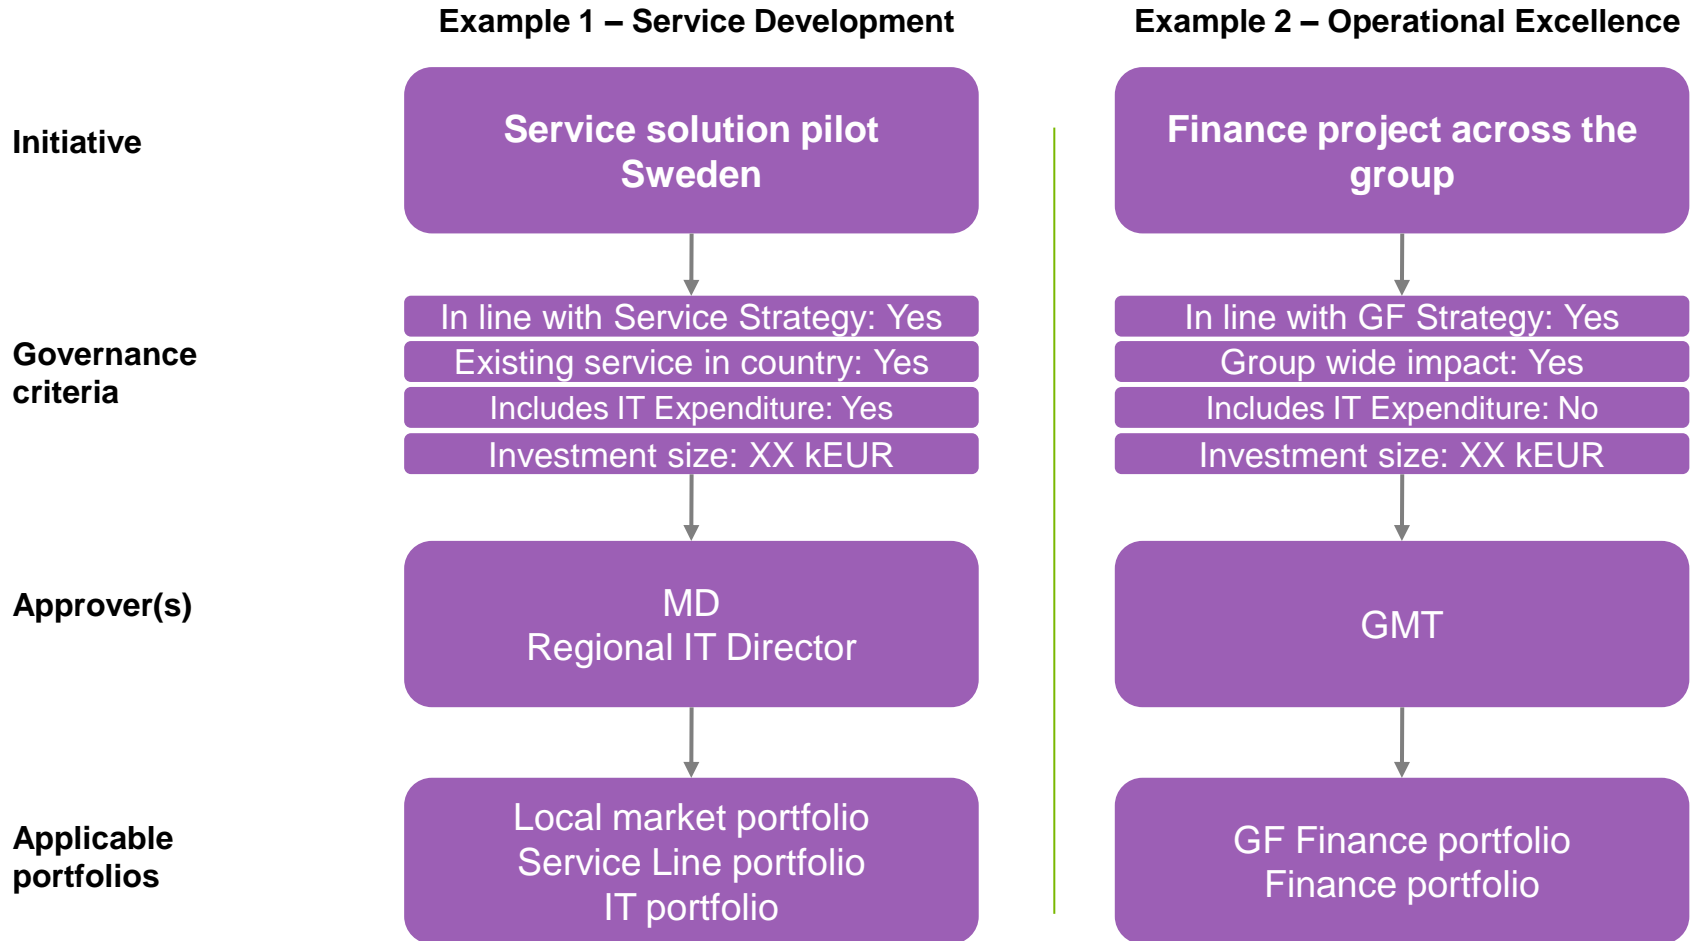 Example 1 – Service Development
Example 2 – Operational Excellence
Initiative
Service solution pilot
Sweden
Finance project across the
group
Governance
criteria
In line with Service Strategy: Yes
Existing service in country: Yes
Includes IT Expenditure: Yes
Investment size: XX kEUR
In line with GF Strategy: Yes
Group wide impact: Yes
Includes IT Expenditure: No
Investment size: XX kEUR
Approver(s)
MD
Regional IT Director
GMT
Applicable
portfolios
Local market portfolio
Service Line portfolio
IT portfolio
GF Finance portfolio
Finance portfolio